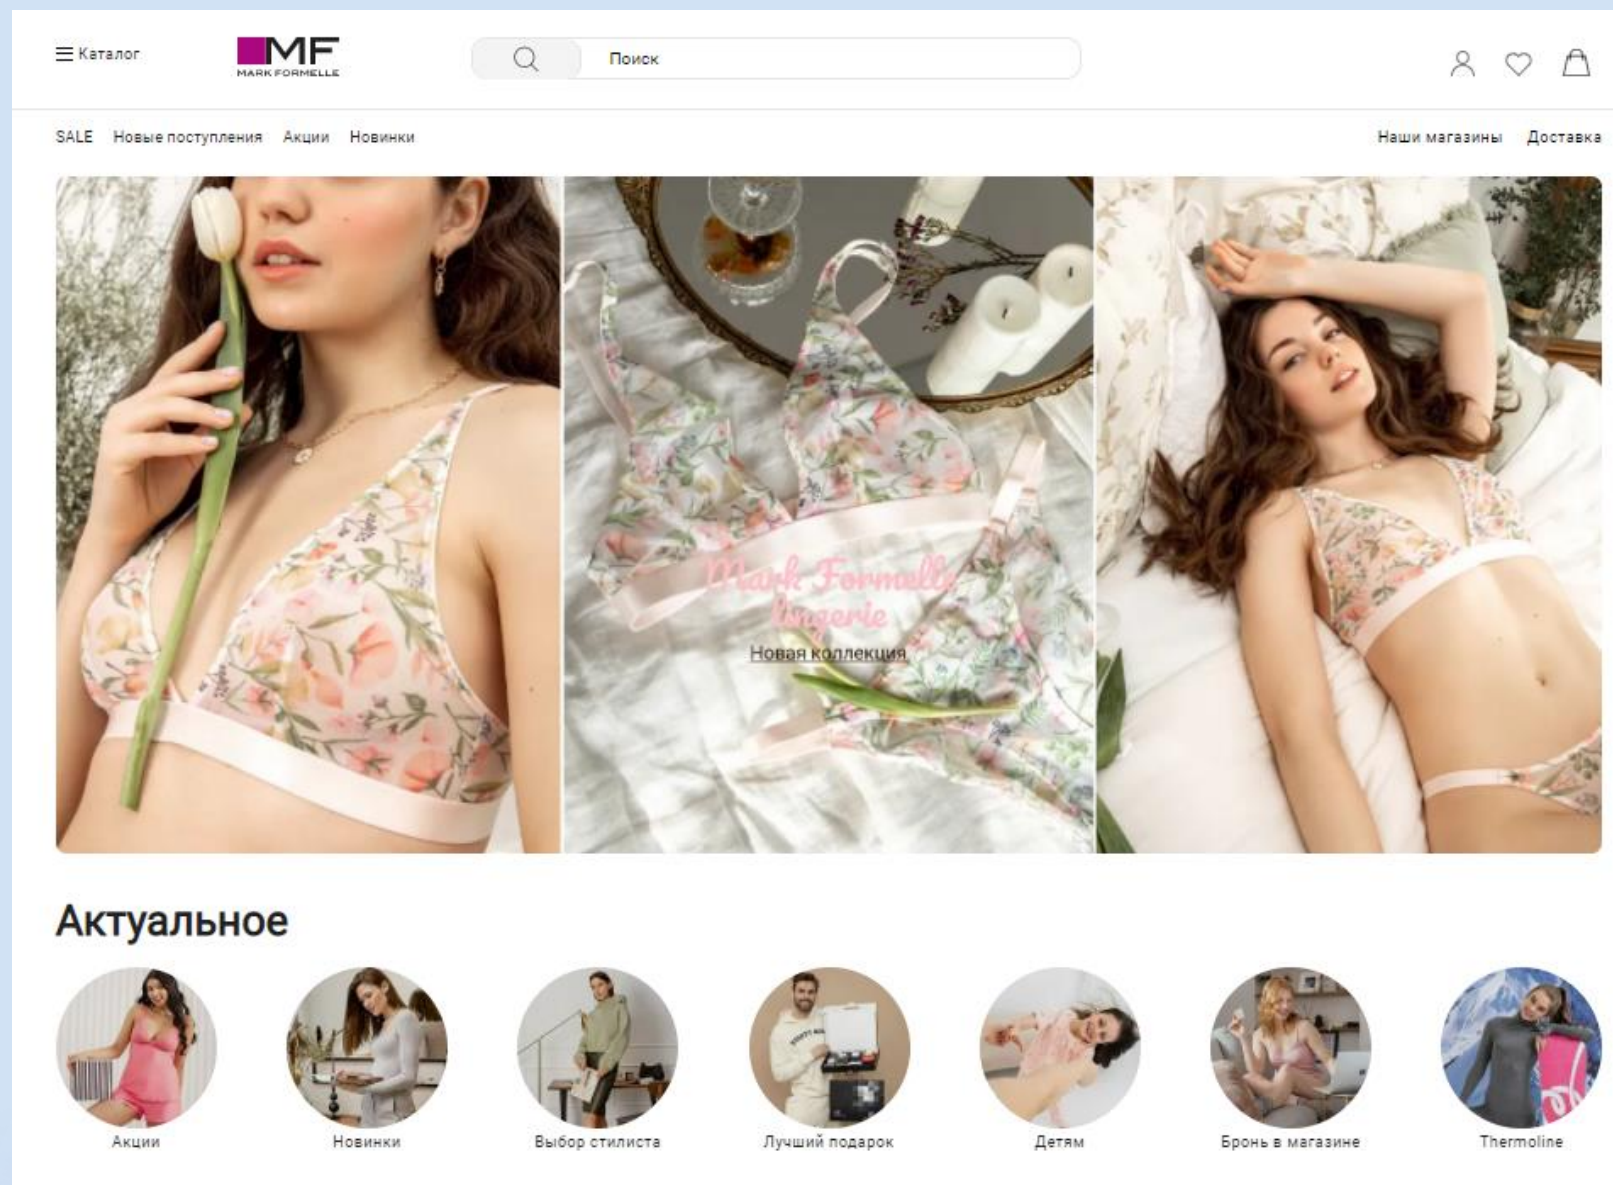 Каталог
MF
MARK FORMELLE
Поиск
SALE Новые поступления Акции Новинки
Наши магазины Доставка
Mark Formelle
lingerie
Новая коллекция
Актуальное
Акции
Новинки
Выбор стилиста
Лучший подарок
Детям
Бронь в магазине
Thermoline